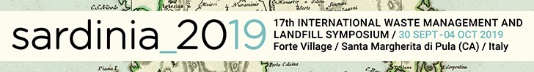 sardinia_2019
17th INTERNATIONAL WASTE MANAGEMENT AND
LANDFILL SYMPOSIUM / 30 SEPT -04 OCT 2019
Forte Village / Santa Margherita di Pula (CA) / Italy